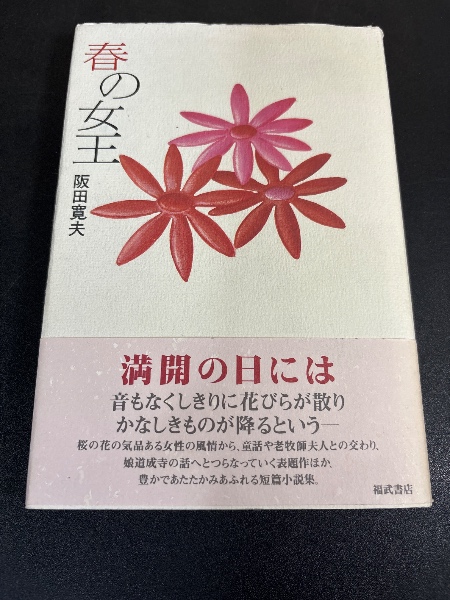 春の女王
阪田寛夫
満開の日には
音もなくしきりに花びらが散り
かなしきものが降るという―
桜の花の気品ある女性の風情から、童話や老牧師夫人との交わり、
娘道成寺の話へとつらなっていく表題作ほか、
豊かであたたかみあふれる短篇小説集。
福武書店